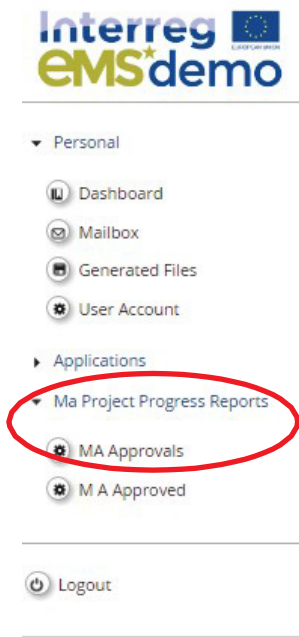 Interreg
EUROPEAN UNION
eMS demo
Personal
Dashboard
Mailbox
Generated Files
User Account
Applications
Ma Project Progress Reports
MA Approvals
M A Approved
Logout